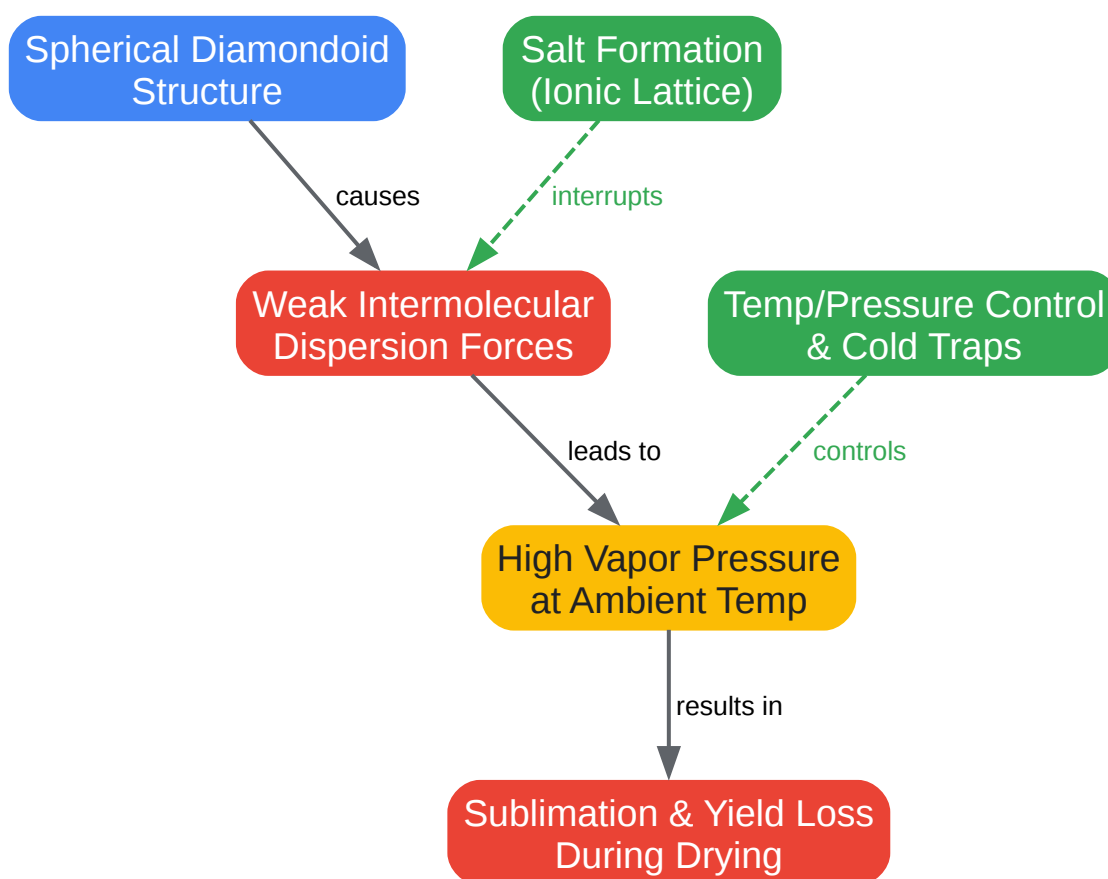 Spherical Diamondoid
Structure
Salt Formation
(Ionic Lattice)
causes
interrupts
Weak Intermolecular
Dispersion Forces
Temp/Pressure Control
& Cold Traps
leads to
controls
High Vapor Pressure
at Ambient Temp
results in
Sublimation & Yield Loss
During Drying